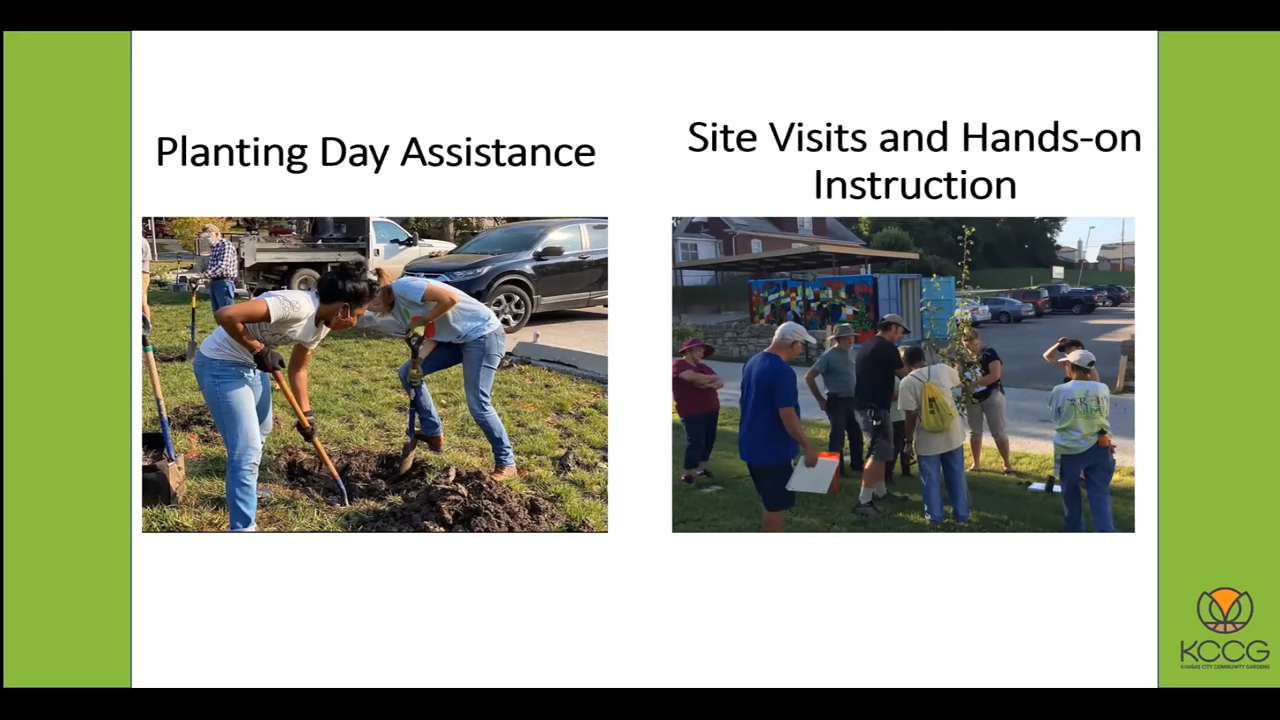 Planting Day Assistance
Site Visits and Hands-on
Instruction
KCCG
KANSAS CITY COMMUNITY GARDENS